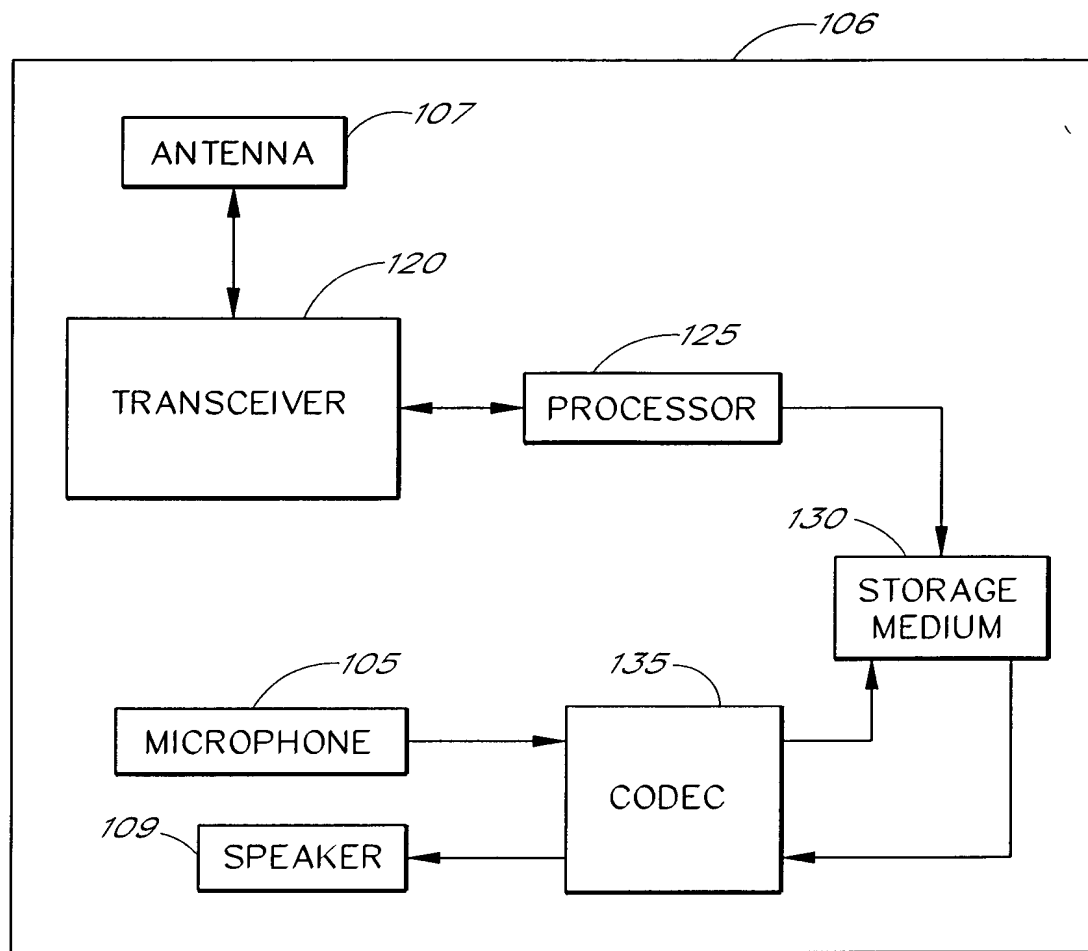 106
107
ANTENNA
120
TRANSCEIVER
125
PROCESSOR
130
STORAGE
MEDIUM
105
MICROPHONE
135
CODEC
109
SPEAKER